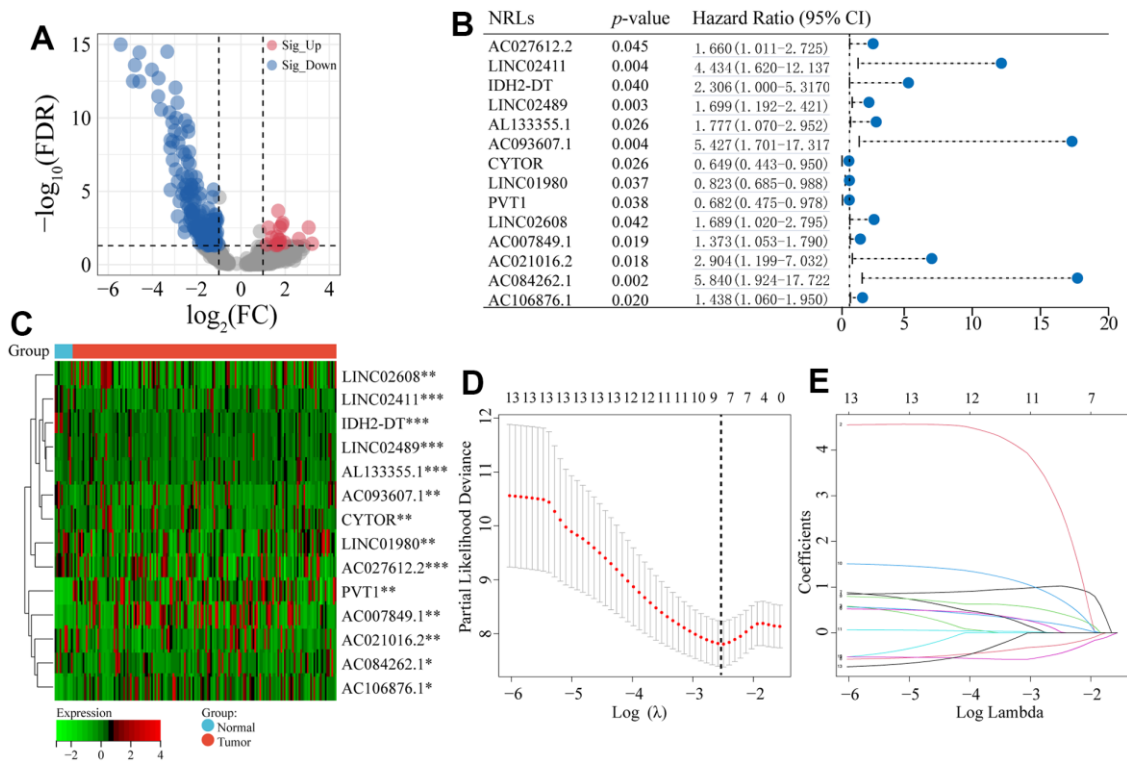 A
15
10
5
0
−log10(FDR)
−6 −4 −2 0 2 4
log2(FC)
Sig_Up
Sig_Down
B
NRLs p-value Hazard Ratio (95% CI)
AC027612.2 0.045 1.660(1.011−2.725)
LINC02411 0.004 4.434(1.620−12.137
IDH2-DT 0.040 2.306(1.000−5.3170
LINC02489 0.003 1.699(1.192−2.421)
AL133355.1 0.026 1.777(1.070−2.952)
AC093607.1 0.004 5.427(1.701−17.317
CYTOR 0.026 0.649(0.443−0.950)
LINC01980 0.037 0.823(0.685−0.988)
PVT1 0.038 0.682(0.475−0.978)
LINC02608 0.042 1.689(1.020−2.795)
AC007849.1 0.019 1.373(1.053−1.790)
AC021016.2 0.018 2.904(1.199−7.032)
AC084262.1 0.002 5.840(1.924−17.722
AC106876.1 0.020 1.438(1.060−1.950)
0 5 10 15 20
C
Group
LINC02608**
LINC02411***
IDH2-DT***
LINC02489***
AL133355.1***
AC093607.1**
CYTOR**
LINC01980**
AC027612.2***
PVT1**
AC007849.1**
AC021016.2**
AC084262.1*
AC106876.1*
Expression
−2 0 2 4
Group:
Normal
Tumor
D
13 13 13 13 13 13 13 12 12 11 11 10 9 7 7 4 0
12
11
10
9
8
Partial Likelihood Deviance
−6 −5 −4 −3 −2
Log (λ)
E
13 13 12 11 7
4
3
2
1
0
Coefficients
−6 −5 −4 −3 −2
Log Lambda